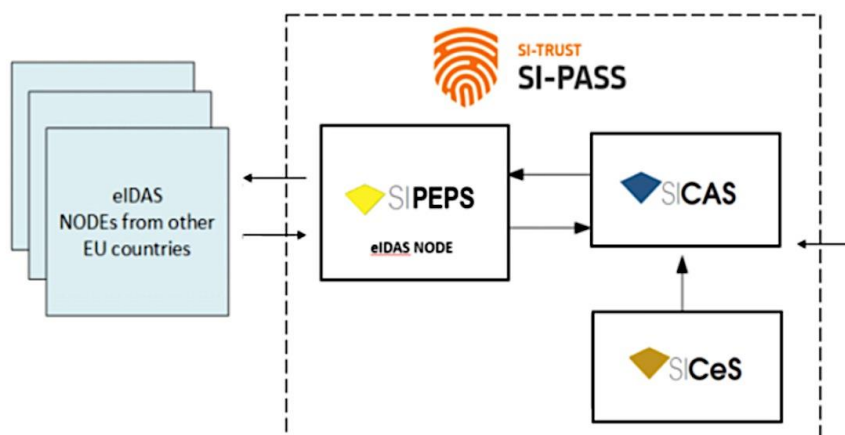 SI-TRUST
SI-PASS
eIDAS
NODEs from other
EU countries
SIPEPS
eIDAS NODE
SICAS
SICeS